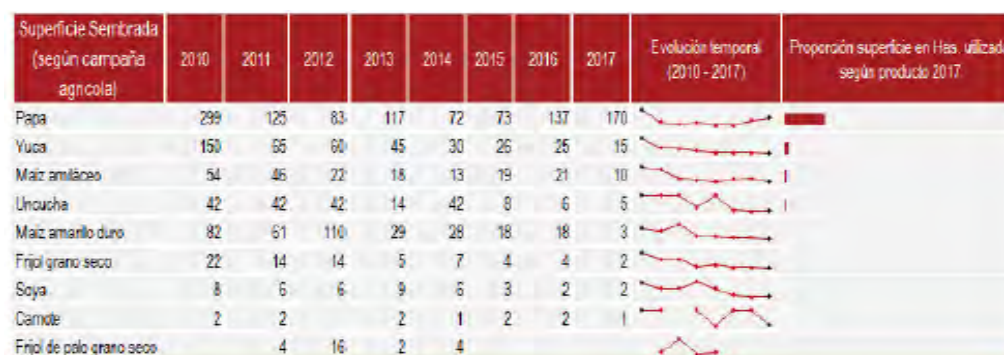 Superficie Sembrada (según campaña agrícola) 2010 2011 2012 2013 2014 2015 2016 2017 Evolución temporal (2010 - 2017) Proporción superficie en Has. utilizada según producto 2017
Papa 299 125 83 117 72 73 137 170
Yuca 150 65 60 45 30 26 25 15
Maíz amiláceo 54 46 22 18 13 19 21 10
Uncucha 42 42 42 14 42 8 6 5
Maíz amarillo duro 82 61 110 29 28 18 18 3
Frijol grano seco 22 14 14 5 7 4 4 2
Soya 8 6 6 9 6 3 2 2
Camote 2 2 2 1 2 2 1
Frijol de palo grano seco 4 16 2 4